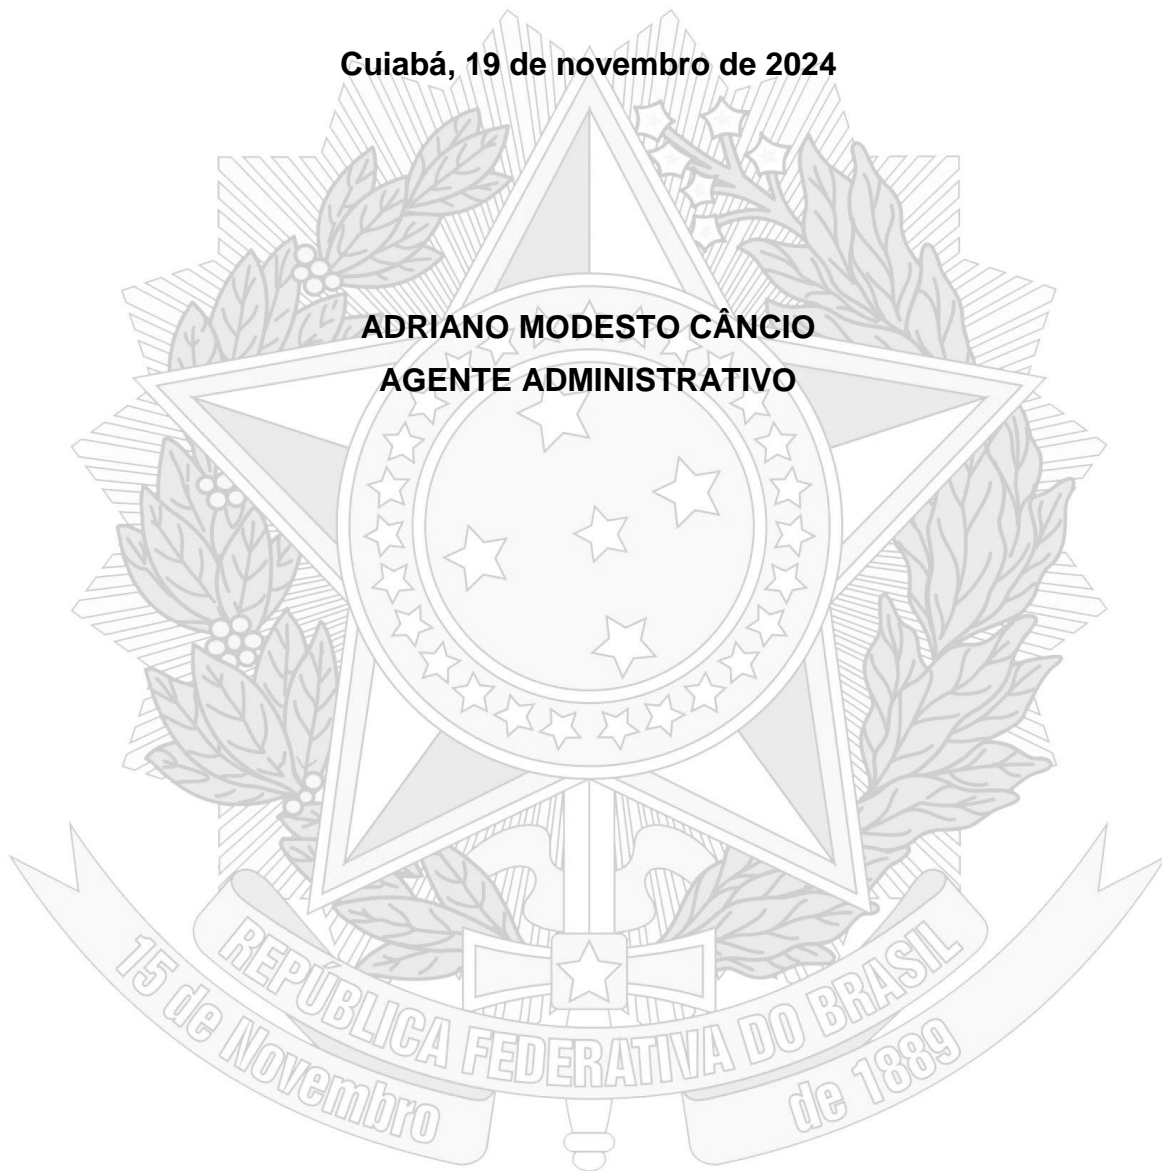 Cuiabá, 19 de novembro de 2024
ADRIANO MODESTO CÂNCIO
AGENTE ADMINISTRATIVO
REPÚBLICA FEDERATIVA DO BRASIL
15 de Novembro de 1889